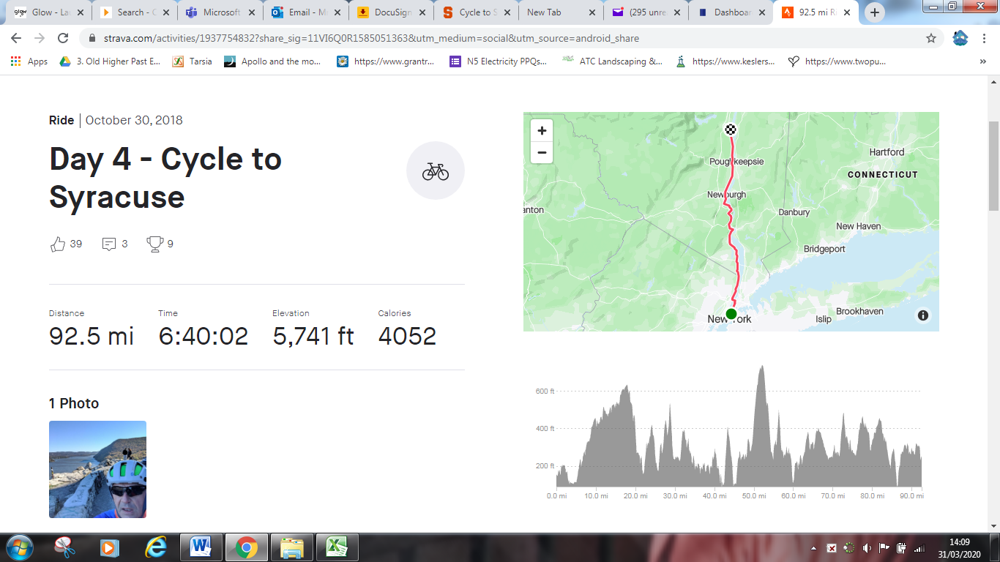 glow Glow - La
Search - C
Microsoft
Email - M
DocuSign
Cycle to S
New Tab
(295 unre
Dashboar
92.5 mi Ri
strava.com/activities/1937754832?share_sig=11VI6Q0R1585051363&utm_medium=social&utm_source=android_share
Apps
3. Old Higher Past E...
Tarsia
Apollo and the mo...
https://www.grantr...
N5 Electricity PPQs...
ATC Landscaping &...
https://www.keslers...
https://www.twopu...
»
Ride | October 30, 2018
Day 4 - Cycle to
Syracuse
39
3
9
Distance
Time
Elevation
Calories
92.5 mi
6:40:02
5,741 ft
4052
1 Photo
+
−
Poughkeepsie
Hartford
CONNECTICUT
Newburgh
anton
Danbury
New Haven
Bridgeport
Brookhaven
New York
Islip
i
600 ft
400 ft
200 ft
0.0 mi
10.0 mi
20.0 mi
30.0 mi
40.0 mi
50.0 mi
60.0 mi
70.0 mi
80.0 mi
90.0 mi
14:09
31/03/2020